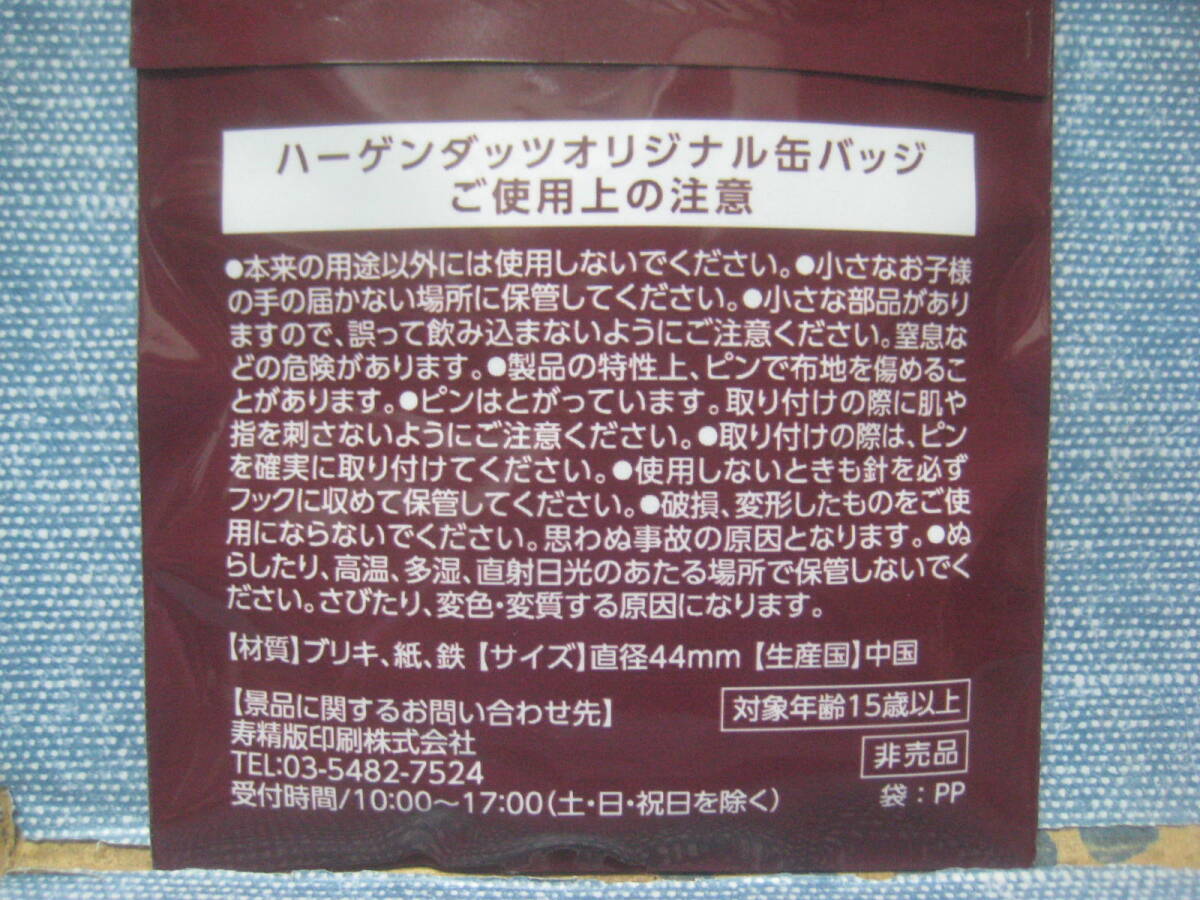 ハーゲンダッツオリジナル缶バッジ
ご使用上の注意
●本来の用途以外には使用しないでください。●小さなお子様
の手の届かない場所に保管してください。●小さな部品があり
ますので、誤って飲み込まないようにご注意ください。窒息な
どの危険があります。●製品の特性上、ピンで布地を傷めるこ
とがあります。●ピンはとがっています。取り付けの際に肌や
指を刺さないようにご注意ください。●取り付けの際は、ピン
を確実に取り付けてください。●使用しないときも針を必ず
フックに収めて保管してください。●破損、変形したものをご使
用にならないでください。思わぬ事故の原因となります。●ぬ
らしたり、高温、多湿、直射日光のあたる場所で保管しないでく
ださい。さびたり、変色・変質する原因になります。
【材質】ブリキ、紙、鉄【サイズ】直径44mm【生産国】中国
【景品に関するお問い合わせ先】
寿精版印刷株式会社
TEL:03-5482-7524
受付時間/10:00〜17:00(土・日・祝日を除く)
対象年齢15歳以上
非売品
袋：PP